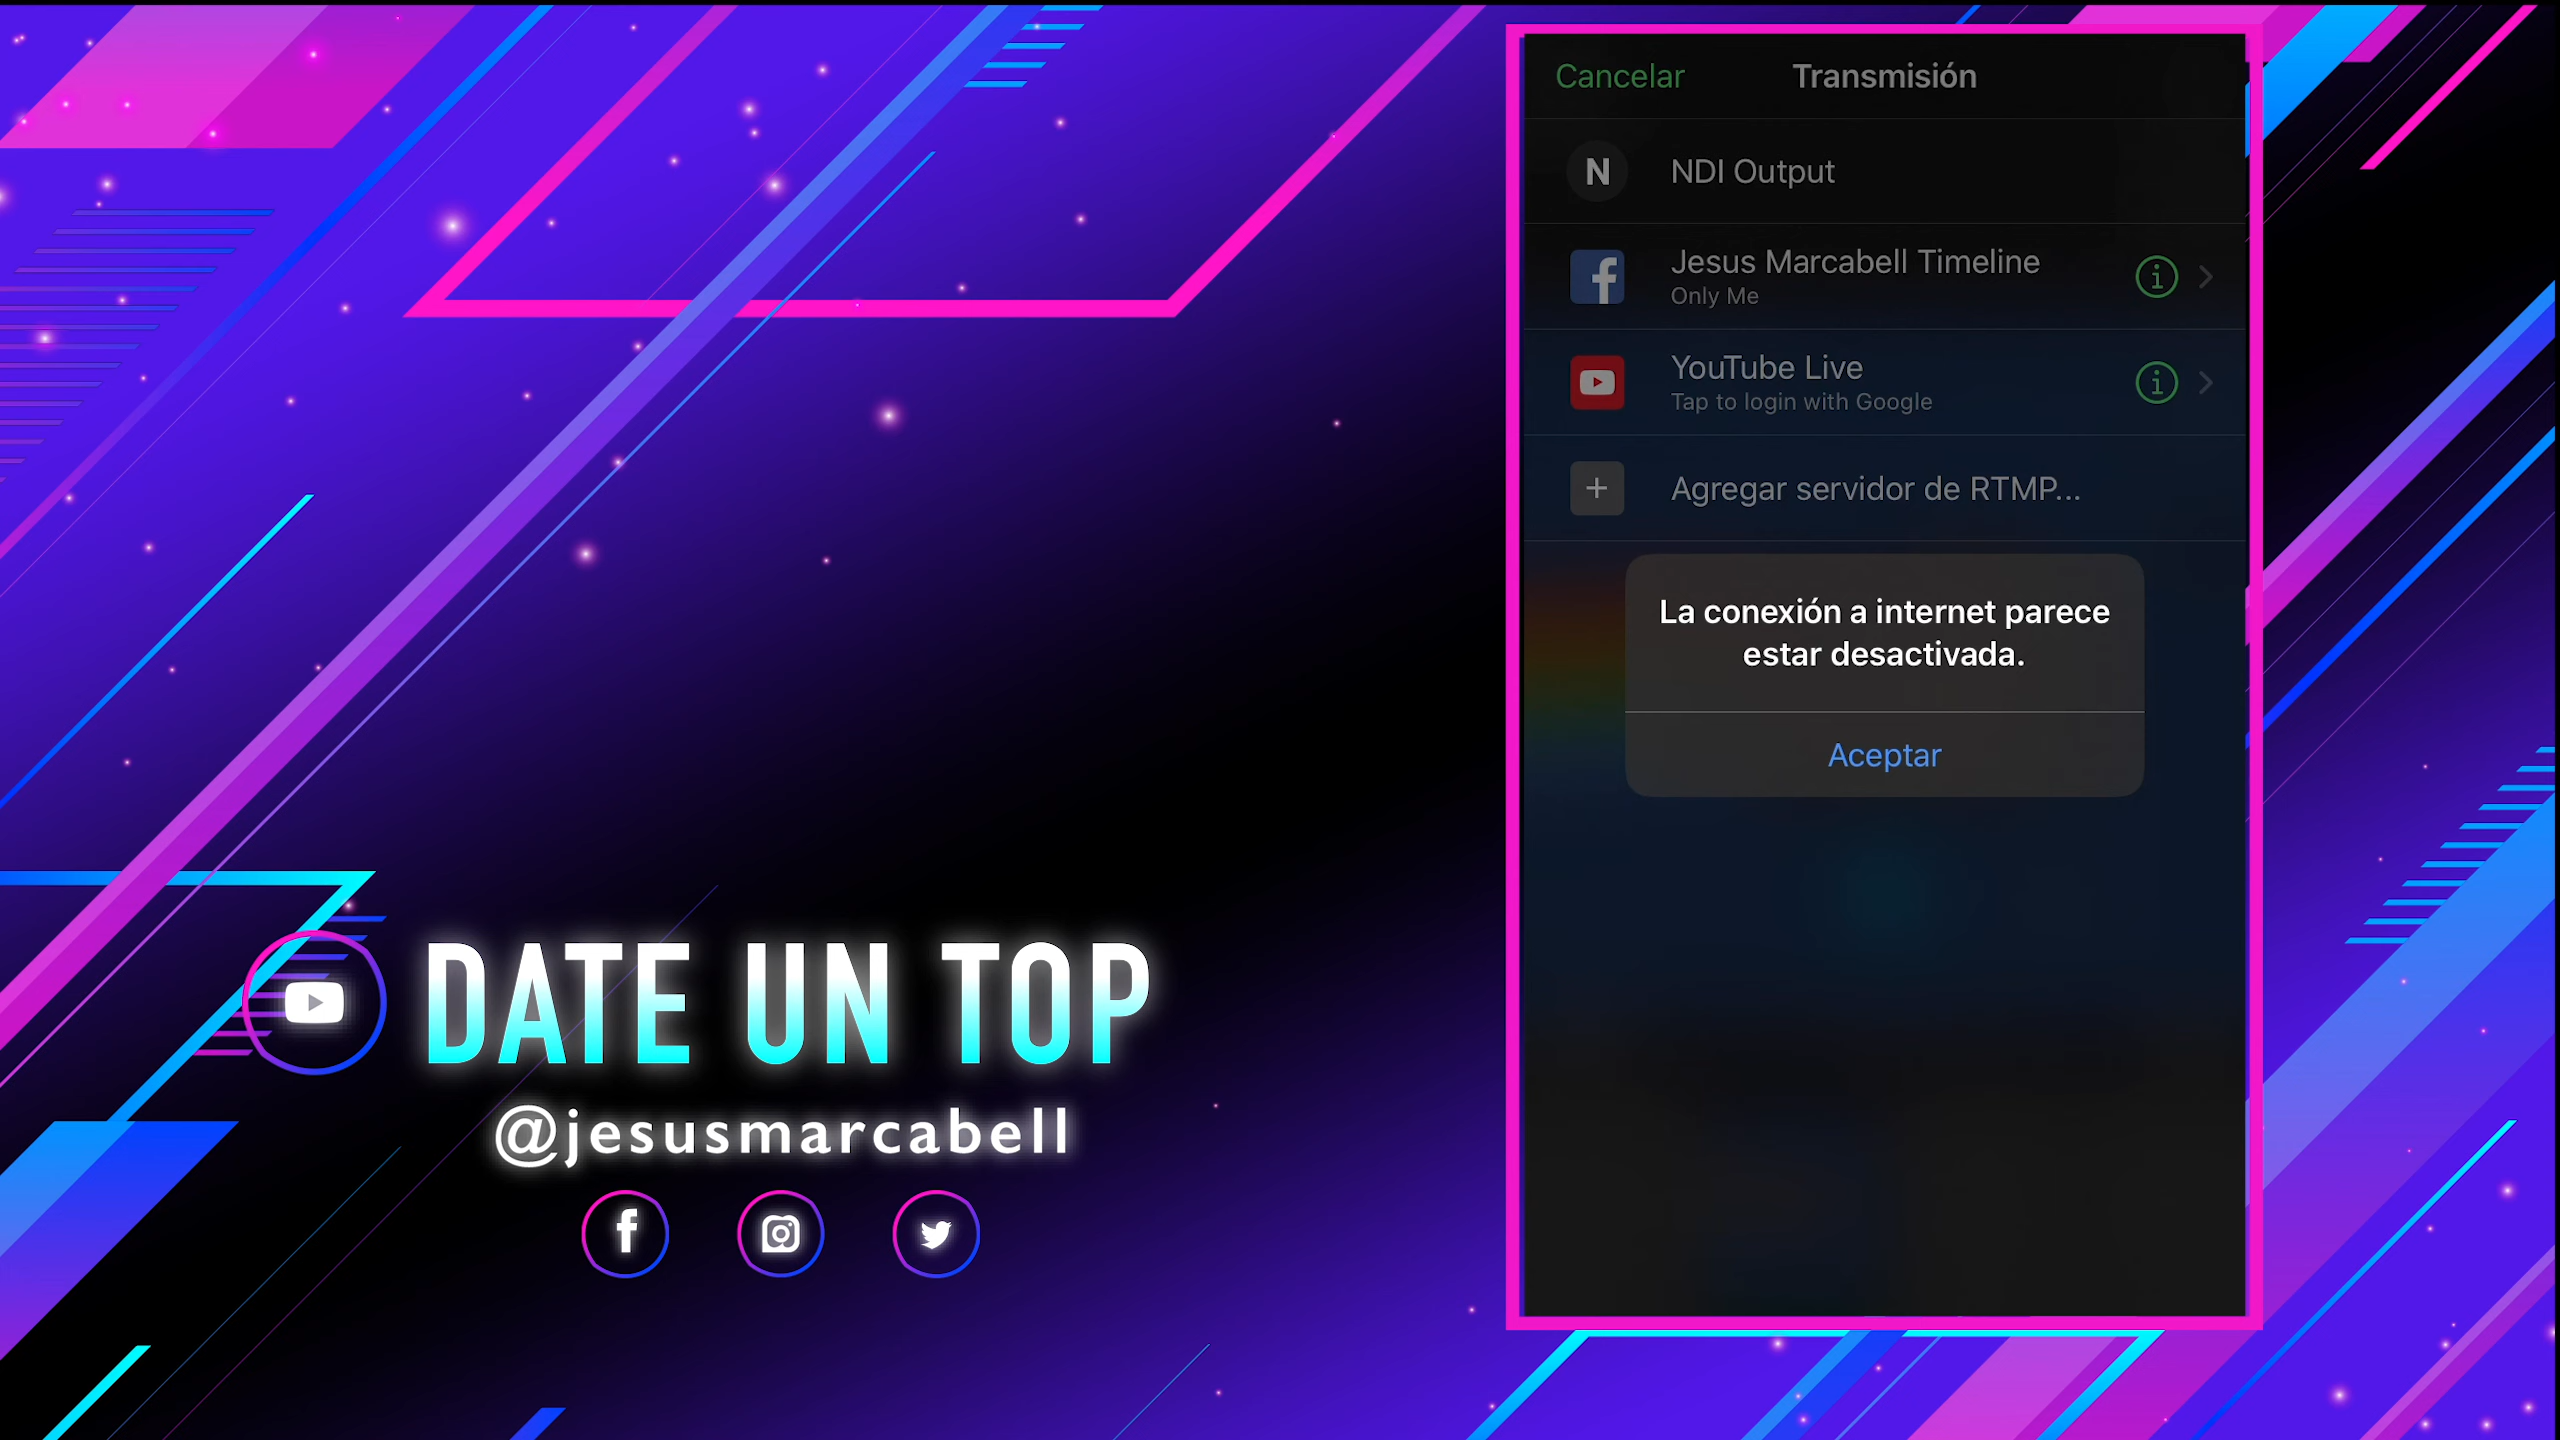 Cancelar
Transmisión
N
NDI Output
Jesus Marcabell Timeline
Only Me
YouTube Live
Tap to login with Google
Agregar servidor de RTMP...
La conexión a internet parece
estar desactivada.
Aceptar
DATE UN TOP
@jesusmarcabell